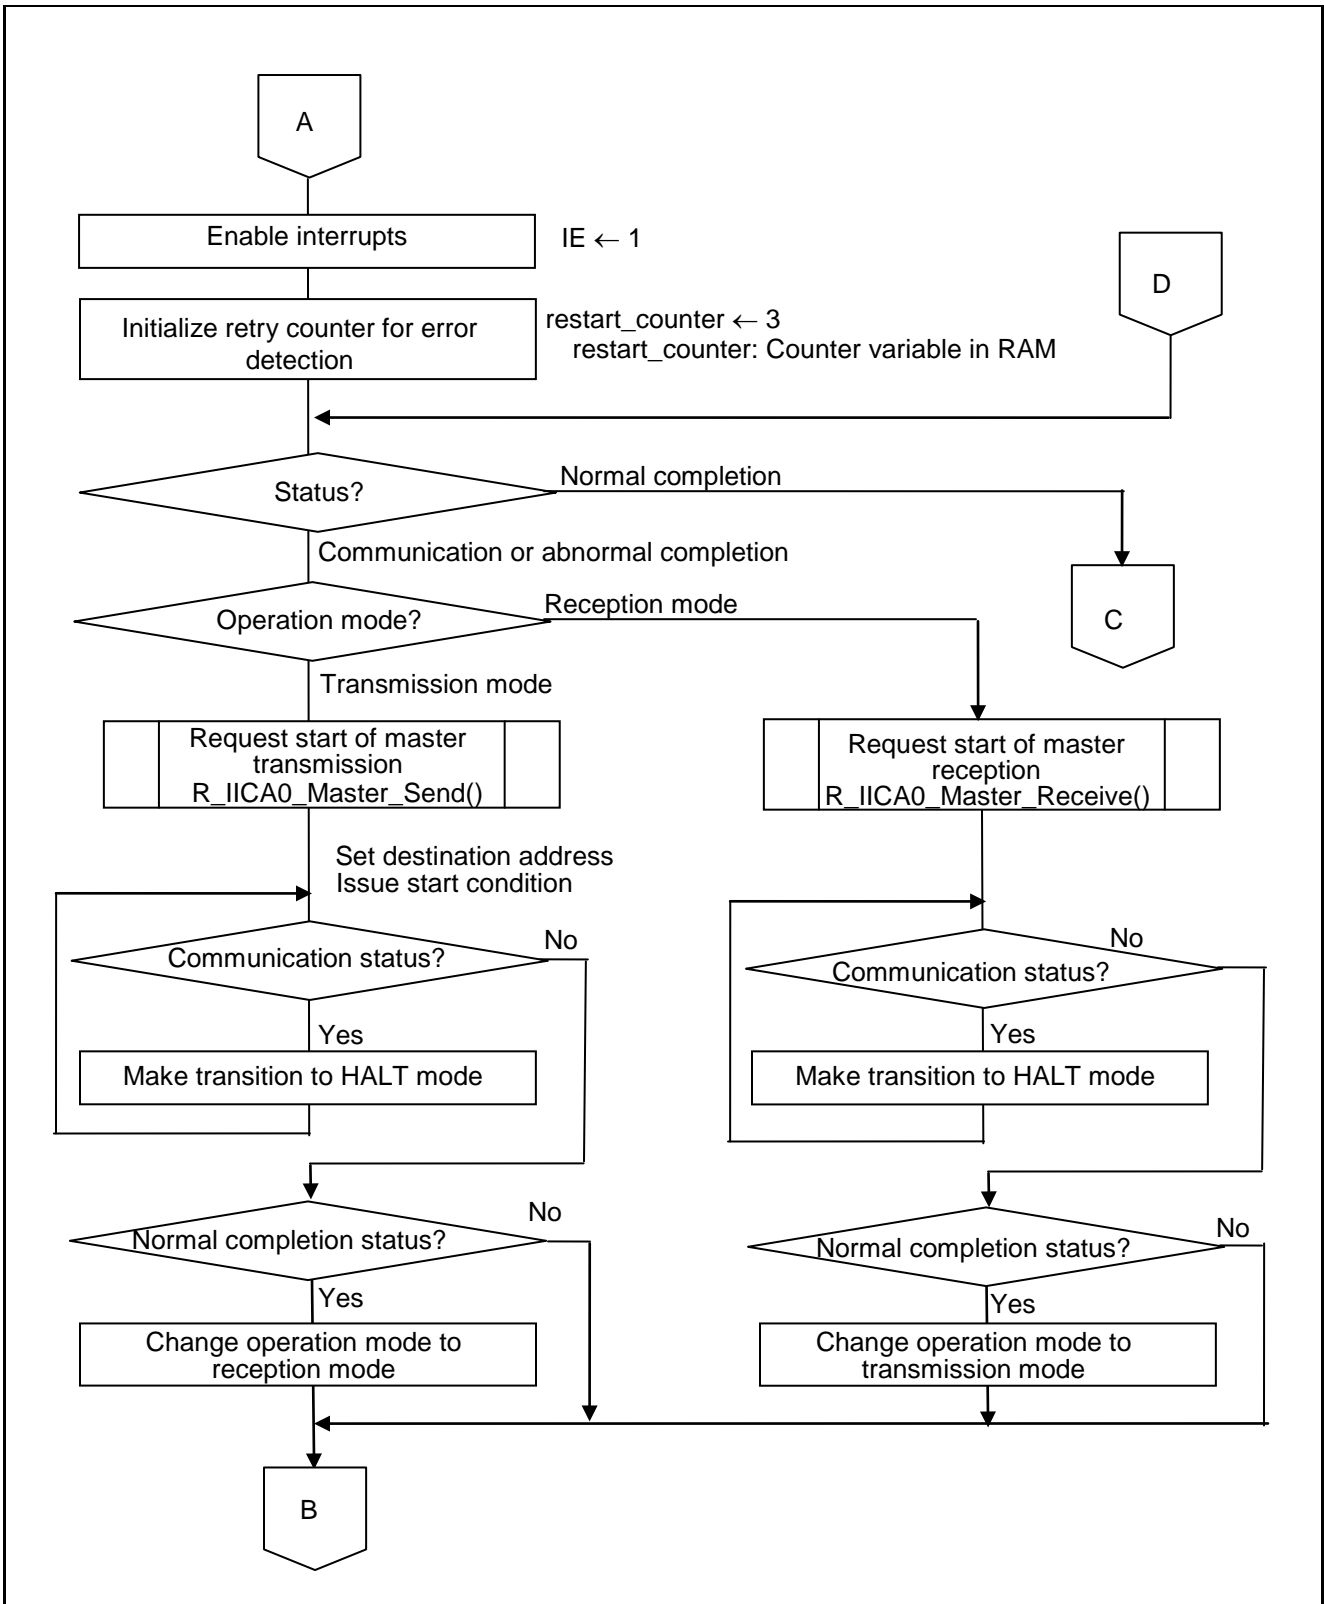 A
Enable interrupts
IE ← 1
D
Initialize retry counter for error
detection
restart_counter ← 3
restart_counter: Counter variable in RAM
Status?
Normal completion
Communication or abnormal completion
Operation mode?
Reception mode
C
Transmission mode
Request start of master
transmission
R_IICA0_Master_Send()
Request start of master
reception
R_IICA0_Master_Receive()
Set destination address
Issue start condition
Communication status?
No
Communication status?
No
Yes
Yes
Make transition to HALT mode
Make transition to HALT mode
Normal completion status?
No
Normal completion status?
No
Yes
Yes
Change operation mode to
reception mode
Change operation mode to
transmission mode
B